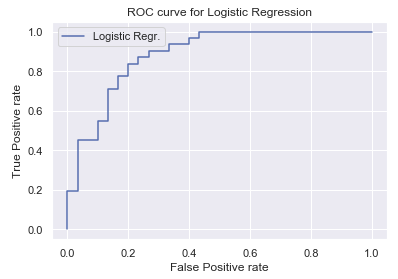 ROC curve for Logistic Regression
Logistic Regr.
True Positive rate
1.0
0.8
0.6
0.4
0.2
0.0
0.0 0.2 0.4 0.6 0.8 1.0
False Positive rate